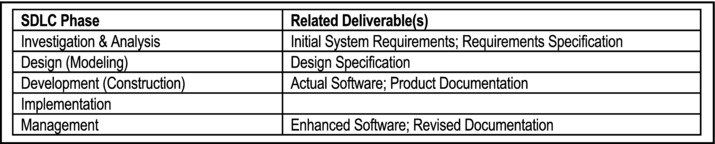 SDLC Phase Related Deliverable(s)
Investigation & Analysis Initial System Requirements; Requirements Specification
Design (Modeling) Design Specification
Development (Construction) Actual Software; Product Documentation
Implementation
Management Enhanced Software; Revised Documentation